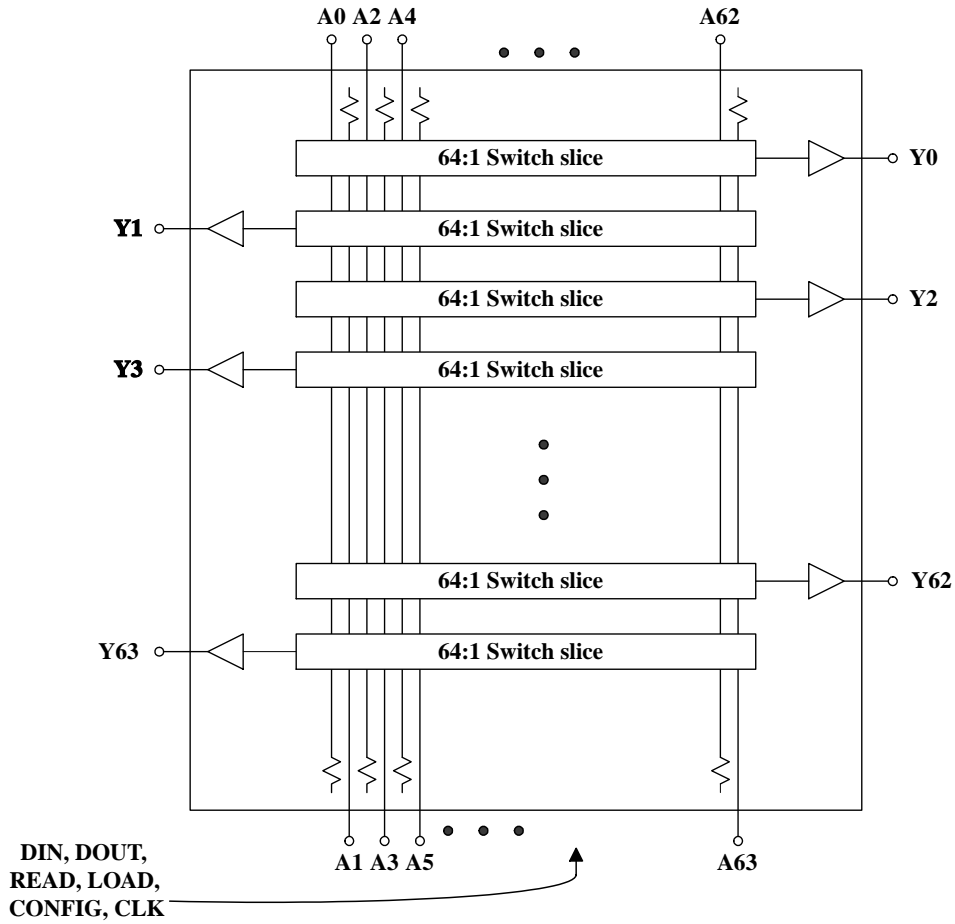 A0 A2 A4 A62
64:1 Switch slice Y0
Y1 64:1 Switch slice
64:1 Switch slice Y2
Y3 64:1 Switch slice
64:1 Switch slice Y62
Y63 64:1 Switch slice
A1 A3 A5 A63
DIN, DOUT,
READ, LOAD,
CONFIG, CLK